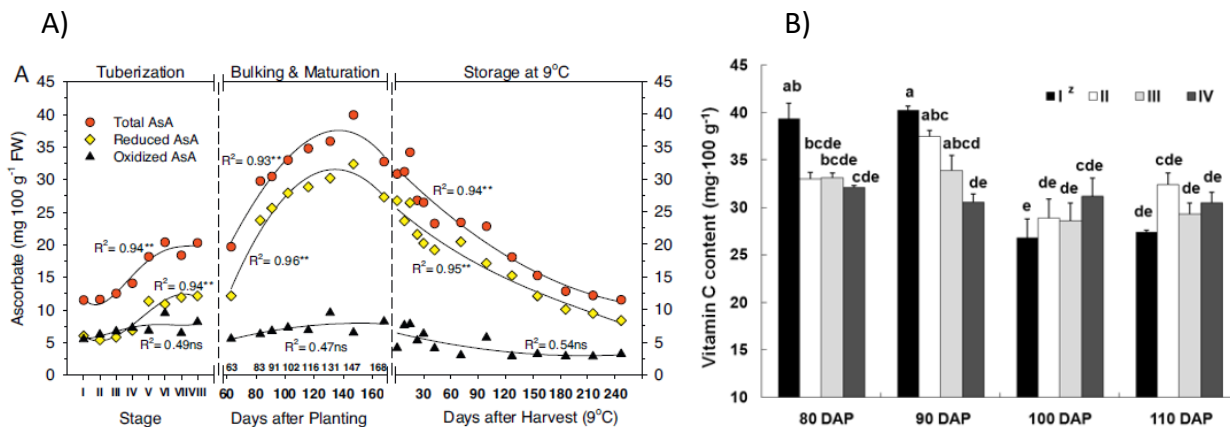 A)
B)
A
Tuberization
Bulking & Maturation
Storage at 9°C
45
40
35
30
25
20
15
10
5
0
Ascorbate (mg 100 g⁻¹ FW)
Total AsA
Reduced AsA
Oxidized AsA
R²= 0.94**
R²= 0.94**
R²= 0.49ns
R²= 0.93**
R²= 0.96**
R²= 0.47ns
R²= 0.94**
R²= 0.95**
R²= 0.54ns
45
40
35
30
25
20
15
10
5
0
63 83 91 102 116 131 147 168
I II III IV V VI VII VIII
60 80 100 120 140 160
30 60 90 120 150 180 210 240
Stage
Days after Planting
Days after Harvest (9°C)
Vitamin C content (mg·100 g⁻¹)
45
40
35
30
25
20
15
10
I ᶻ II III IV
ab bcde bcde cde
a abc abcd de
e de de cde
de cde de cde
80 DAP 90 DAP 100 DAP 110 DAP